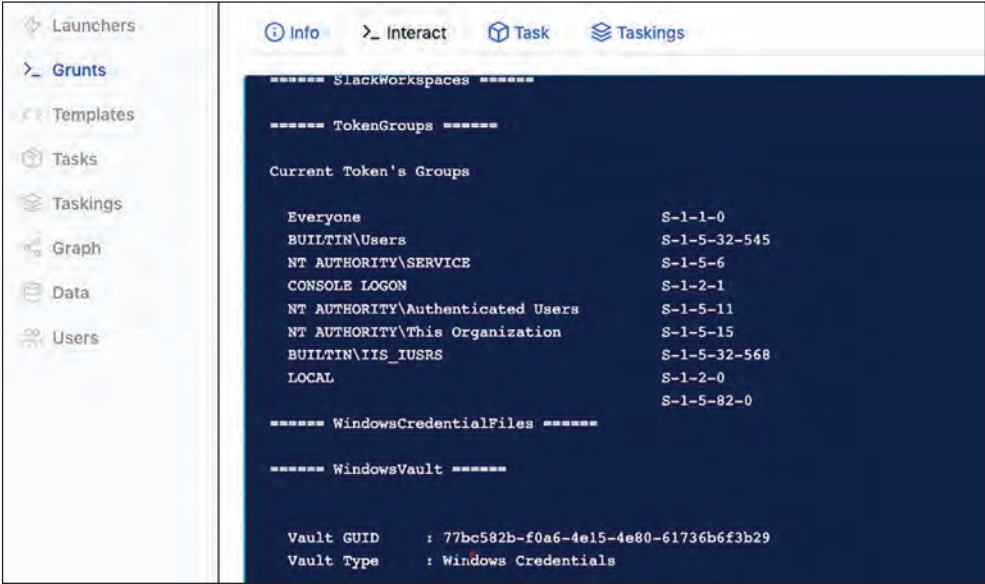 Launchers
Grunts
Templates
Tasks
Taskings
Graph
Data
Users
Info >_ Interact Task Taskings
====== SlackWorkspaces ======
====== TokenGroups ======
Current Token's Groups
Everyone S-1-1-0
BUILTIN\Users S-1-5-32-545
NT AUTHORITY\SERVICE S-1-5-6
CONSOLE LOGON S-1-2-1
NT AUTHORITY\Authenticated Users S-1-5-11
NT AUTHORITY\This Organization S-1-5-15
BUILTIN\IIS_IUSRS S-1-5-32-568
LOCAL S-1-2-0
S-1-5-82-0
====== WindowsCredentialFiles ======
====== WindowsVault ======
Vault GUID : 77bc582b-f0a6-4e15-4e80-61736b6f3b29
Vault Type : Windows Credentials